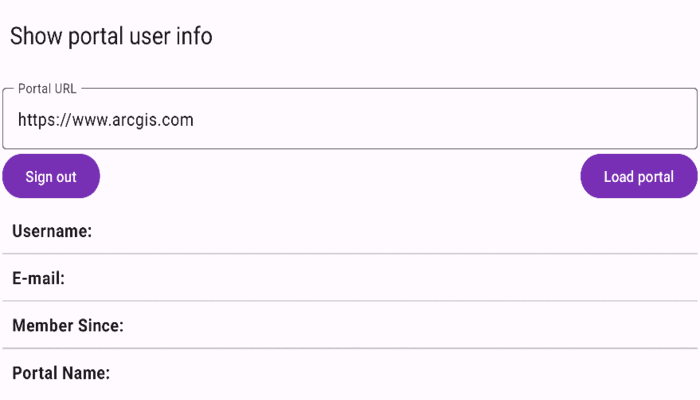 Show portal user info
Portal URL
https://www.arcgis.com
Sign out
Load portal
Username:
E-mail:
Member Since:
Portal Name: